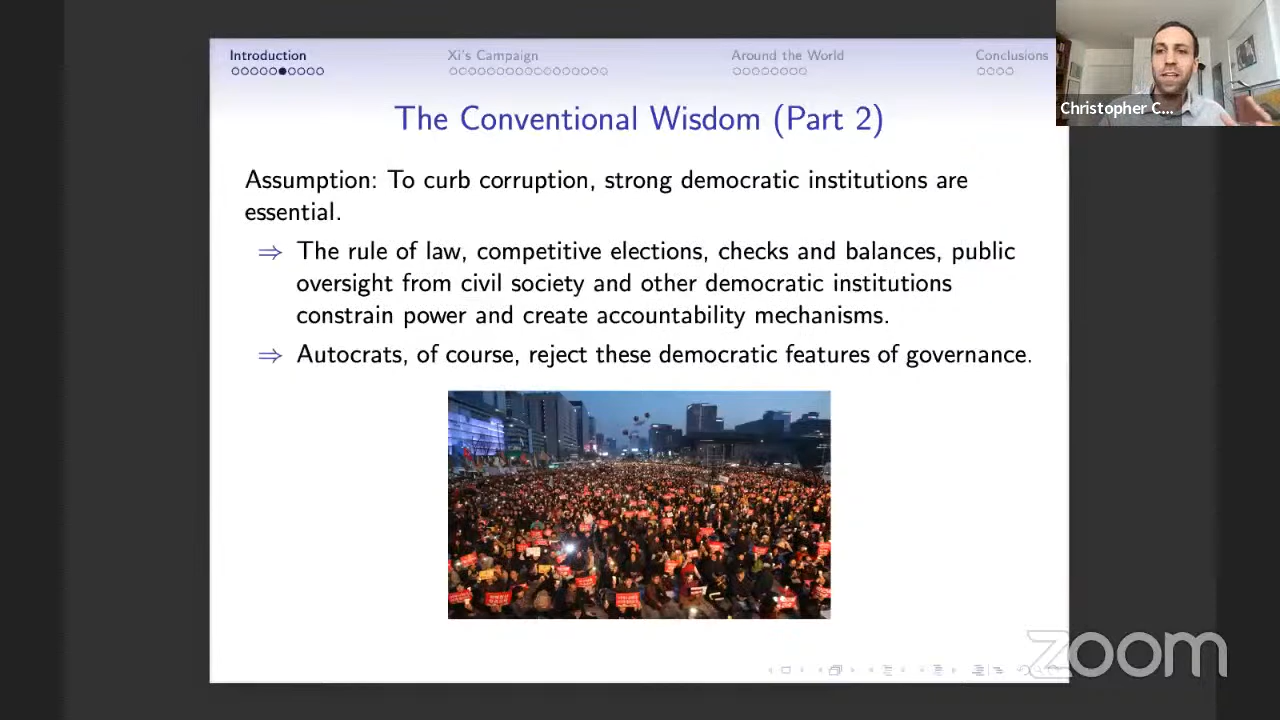 Introduction
Xi's Campaign
Around the World
Conclusions
Christopher C...
The Conventional Wisdom (Part 2)
Assumption: To curb corruption, strong democratic institutions are
essential.
⇒ The rule of law, competitive elections, checks and balances, public
oversight from civil society and other democratic institutions
constrain power and create accountability mechanisms.
⇒ Autocrats, of course, reject these democratic features of governance.
zoom